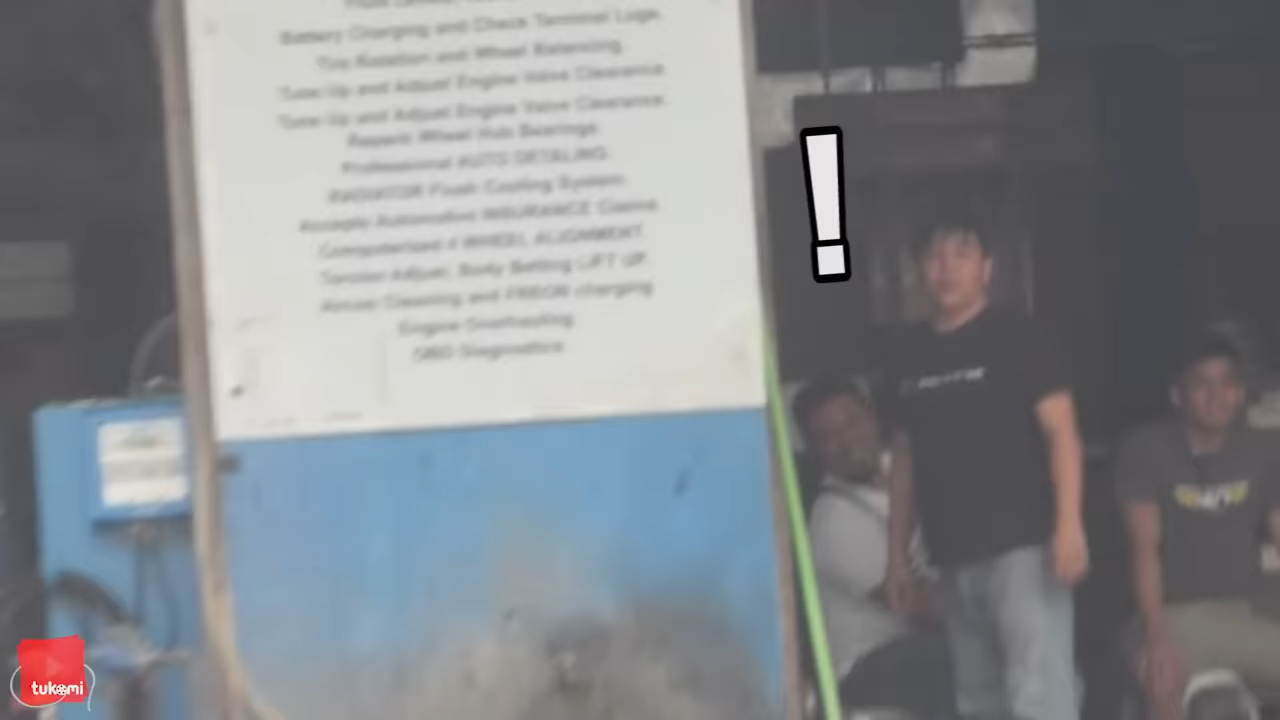 Battery Charging and Check Terminal Lugs.
Tire Rotation and Wheel Balancing.
Tune Up and Adjust Engine Valve Clearance
Tune Up and Adjust Engine Valve Clearance.
Repack Wheel Hub Bearings.
Professional AUTO DETAILING
RADIATOR Flush Cooling System
Accepts Automotive INSURANCE Claims
Computerized 4 WHEEL ALIGNMENT
Torsion Adjust, Body Bolting LIFT UP.
Aircon Cleaning and FREON charging
Engine Overhauling
OBD Diagnostics
!
tukomi